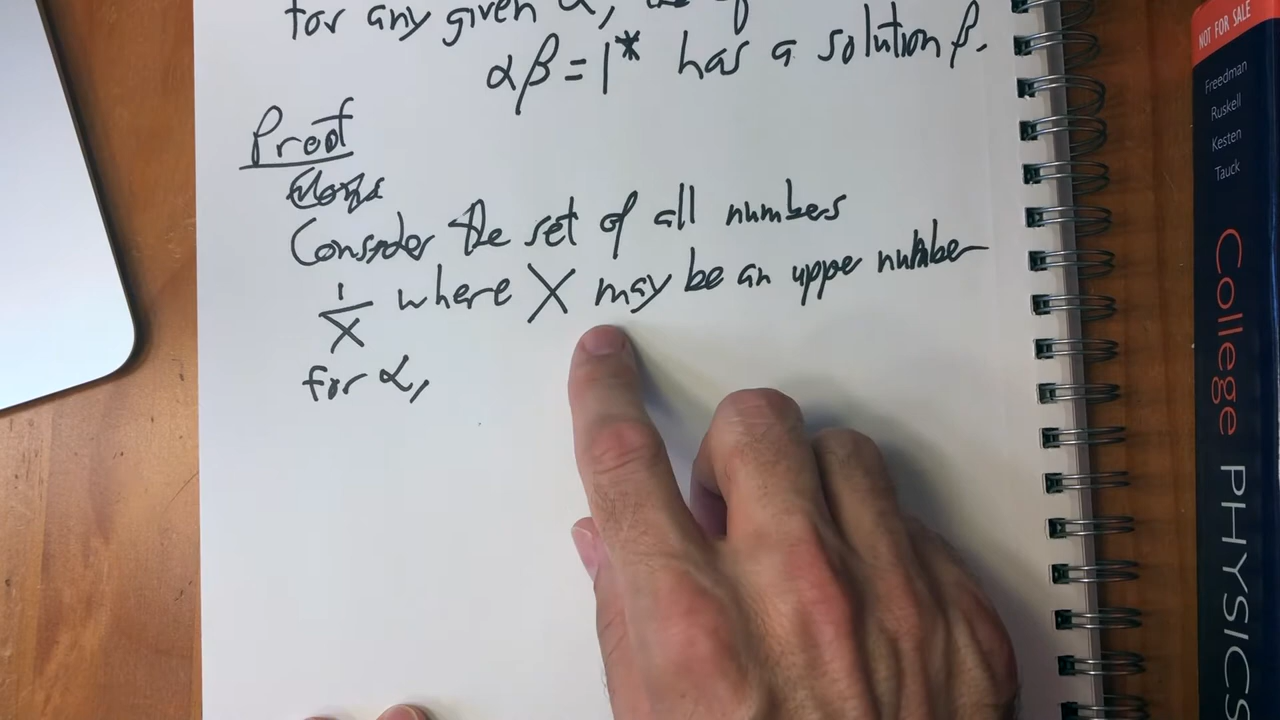 for any given α, the
αβ = 1* has a solution β.
Proof
Consider the set of all numbers
1/X where X may be an upper number
for α,
NOT FOR SALE
Freedman
Ruskell
Kesten
Tauck
College PHYSICS